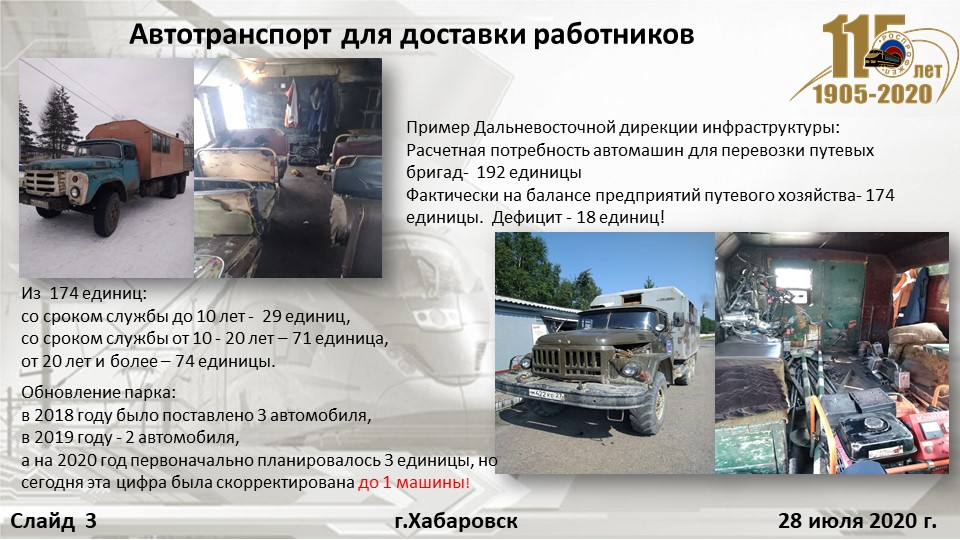 Автотранспорт для доставки работников
115
РОСПРОФЖЕЛ
лет
1905-2020
Пример Дальневосточной дирекции инфраструктуры:
Расчетная потребность автомашин для перевозки путевых
бригад-  192 единицы
Фактически на балансе предприятий путевого хозяйства- 174
единицы.  Дефицит - 18 единиц!
Из  174 единиц:
со сроком службы до 10 лет -  29 единиц,
со сроком службы от 10 - 20 лет – 71 единица,
от 20 лет и более – 74 единицы.
Обновление парка:
в 2018 году было поставлено 3 автомобиля,
в 2019 году - 2 автомобиля,
а на 2020 год первоначально планировалось 3 единицы, но
сегодня эта цифра была скорректирована до 1 машины!
Слайд  3
г.Хабаровск
28 июля 2020 г.